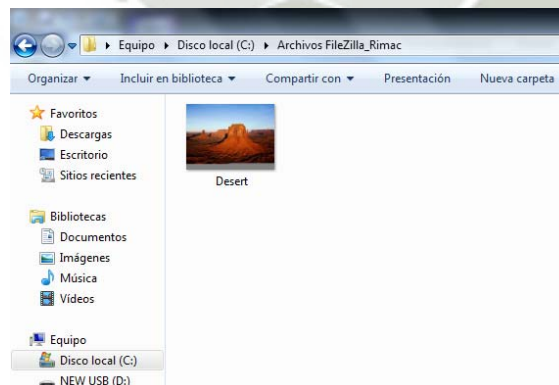 Equipo ▸ Disco local (C:) ▸ Archivos FileZilla_Rimac
Organizar Incluir en biblioteca Compartir con Presentación Nueva carpeta
Favoritos
Descargas
Escritorio
Sitios recientes
Desert
Bibliotecas
Documentos
Imágenes
Música
Vídeos
Equipo
Disco local (C:)
NEW USB (D:)